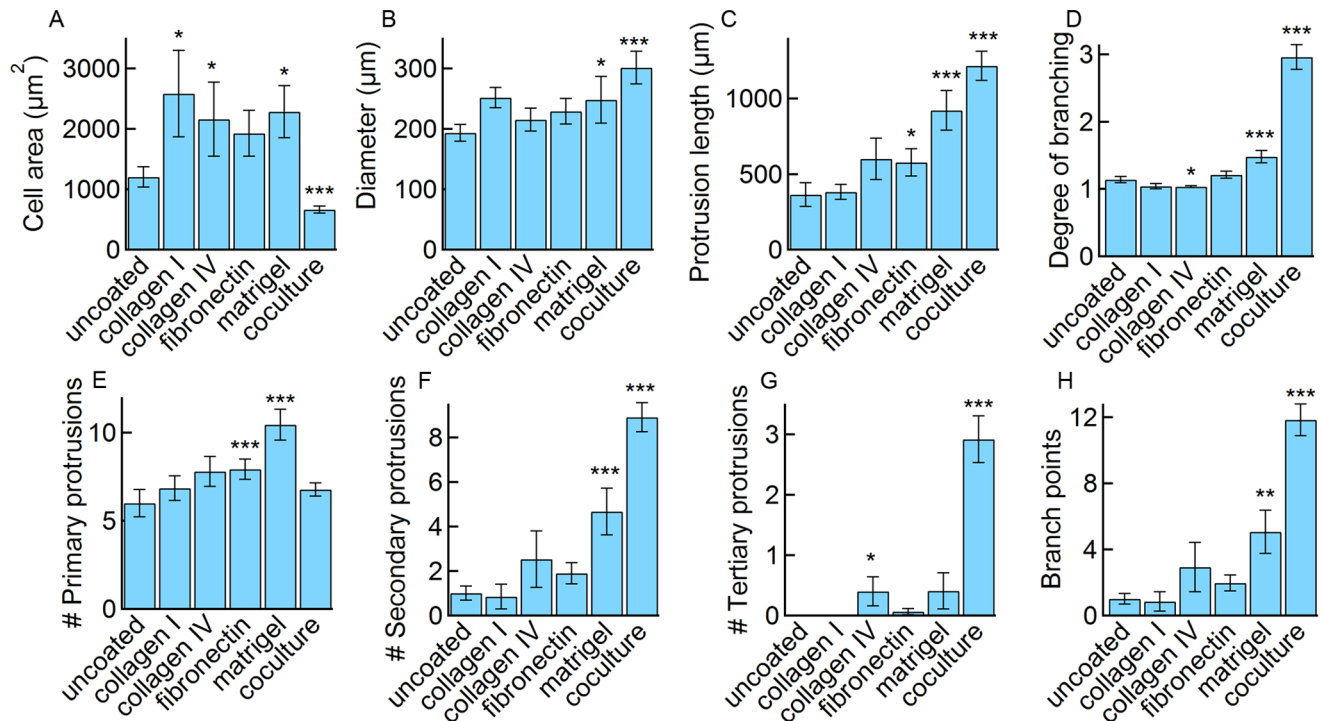 A
Cell area (µm²)
3000
2000
1000
0
*
*
*
***
uncoated
collagen I
collagen IV
fibronectin
matrigel
coculture
B
Diameter (µm)
300
200
100
0
*
***
uncoated
collagen I
collagen IV
fibronectin
matrigel
coculture
C
Protrusion length (µm)
1000
500
0
*
***
***
uncoated
collagen I
collagen IV
fibronectin
matrigel
coculture
D
Degree of branching
3
2
1
0
*
***
***
uncoated
collagen I
collagen IV
fibronectin
matrigel
coculture
E
# Primary protrusions
10
5
0
***
***
uncoated
collagen I
collagen IV
fibronectin
matrigel
coculture
F
# Secondary protrusions
8
6
4
2
0
***
***
uncoated
collagen I
collagen IV
fibronectin
matrigel
coculture
G
# Tertiary protrusions
3
2
1
0
*
***
uncoated
collagen I
collagen IV
fibronectin
matrigel
coculture
H
Branch points
12
8
4
0
**
***
uncoated
collagen I
collagen IV
fibronectin
matrigel
coculture